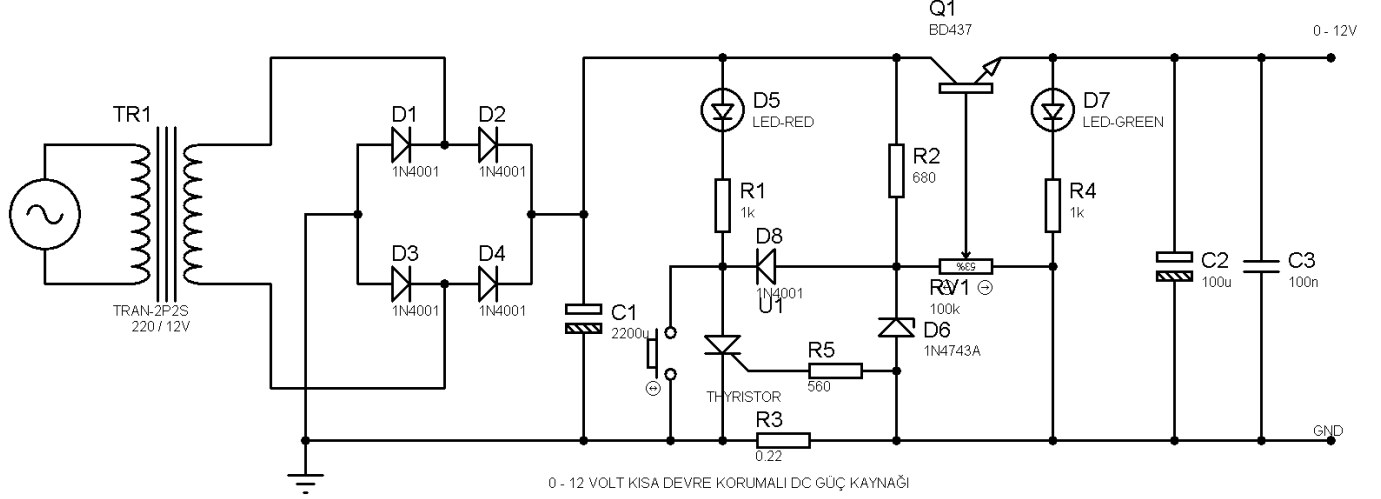 Q1
BD437
0 - 12V
TR1
TRAN-2P2S
220 / 12V
D1
1N4001
D2
1N4001
D3
1N4001
D4
1N4001
C1
2200u
D5
LED-RED
R1
1k
D8
1N4001
U1
THYRISTOR
R2
680
53%
RV1
100k
D6
1N4743A
R5
560
R3
0.22
D7
LED-GREEN
R4
1k
C2
100u
C3
100n
GND
0 - 12 VOLT KISA DEVRE KORUMALI DC GÜÇ KAYNAĞI